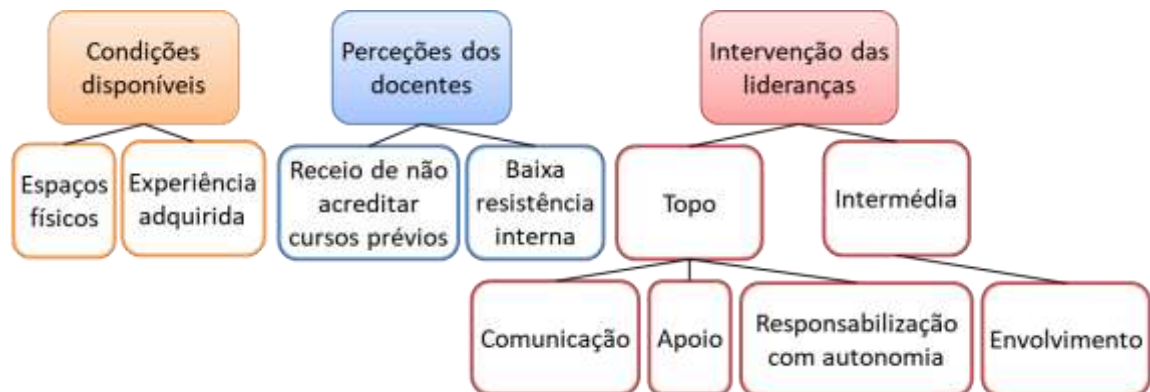 Condições
disponíveis
Perceções dos
docentes
Intervenção das
lideranças
Espaços
físicos
Experiência
adquirida
Receio de não
acreditar
cursos prévios
Baixa
resistência
interna
Topo
Intermédia
Comunicação
Apoio
Responsabilização
com autonomia
Envolvimento